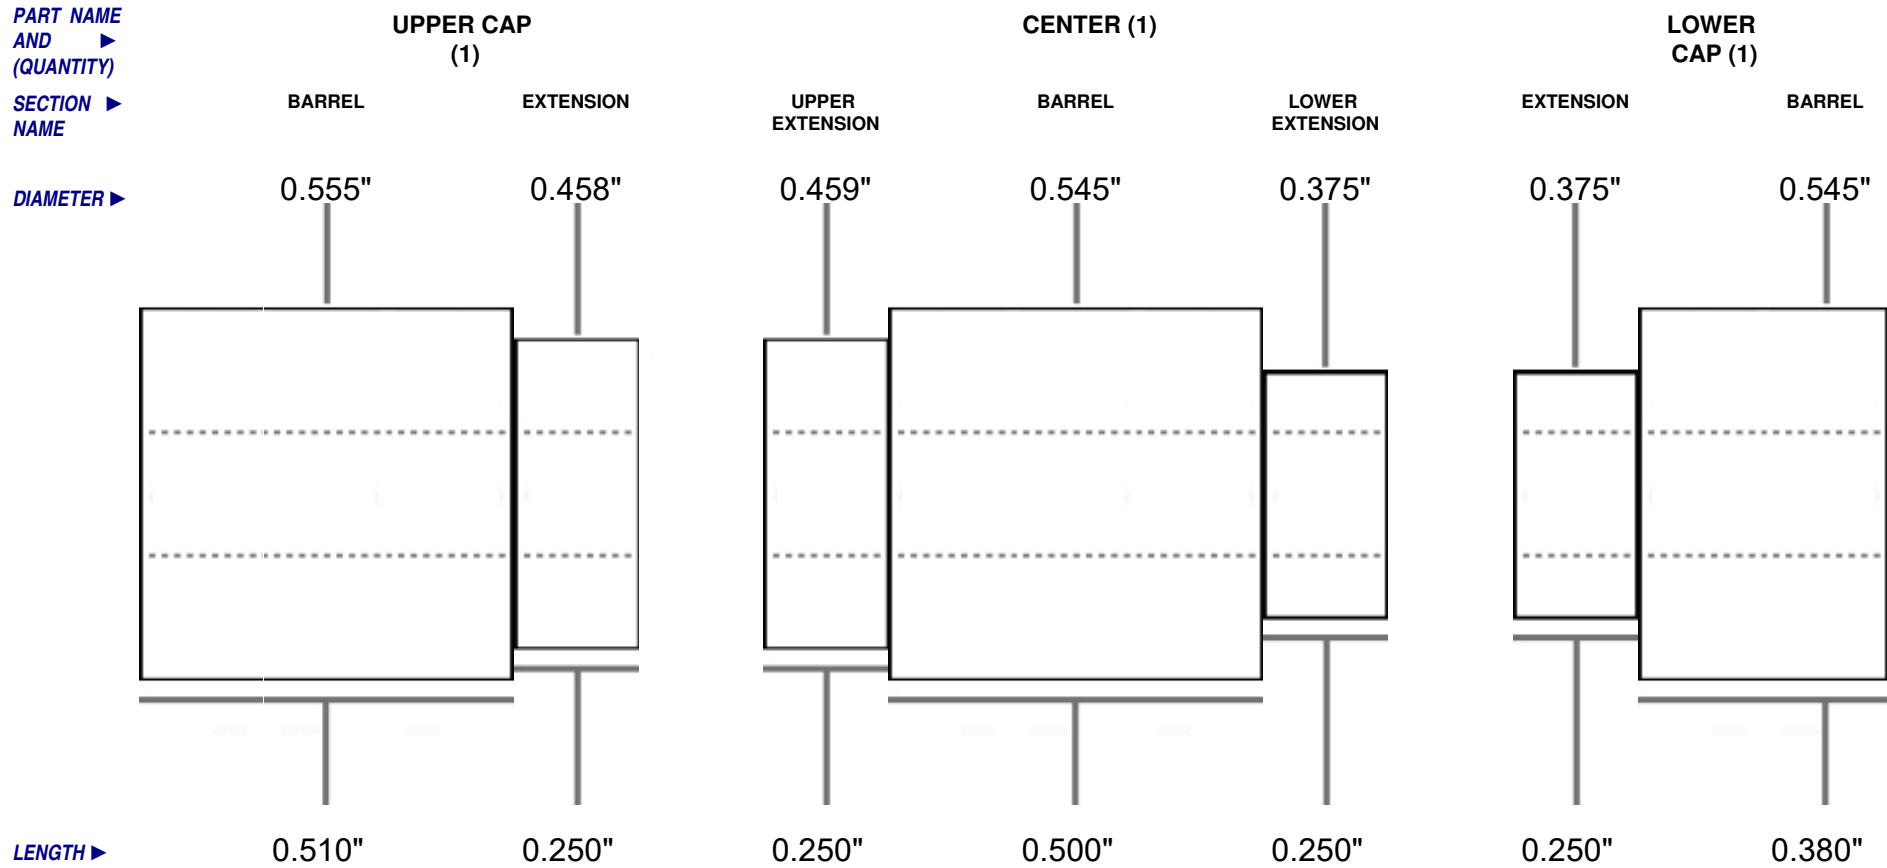 PART NAME
AND ►
(QUANTITY)
UPPER CAP
(1)
CENTER (1)
LOWER
CAP (1)
SECTION ►
NAME
BARREL
EXTENSION
UPPER
EXTENSION
BARREL
LOWER
EXTENSION
EXTENSION
BARREL
DIAMETER ►
0.555"
0.458"
0.459"
0.545"
0.375"
0.375"
0.545"
LENGTH ►
0.510"
0.250"
0.250"
0.500"
0.250"
0.250"
0.380"